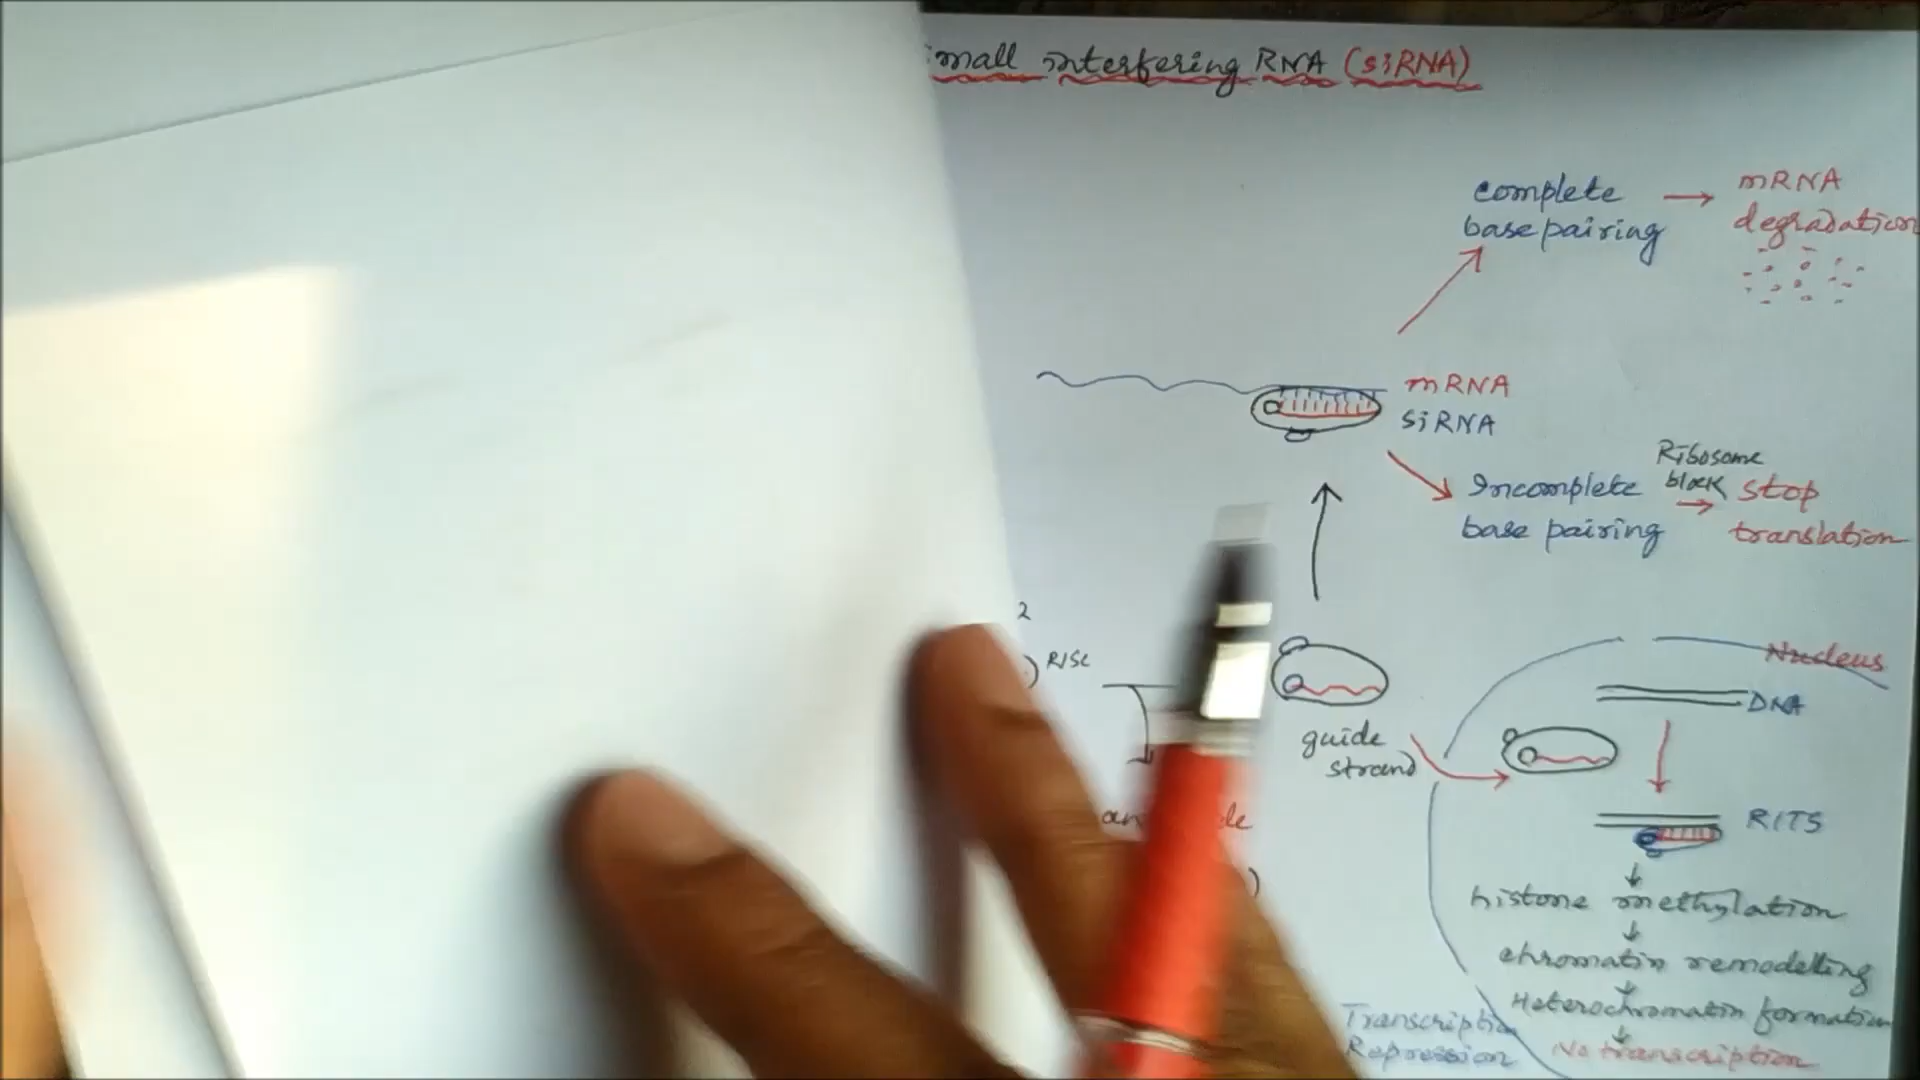 mall interfering RNA (siRNA)
complete
base pairing
mRNA
degradation
mRNA
siRNA
Incomplete
base pairing
Ribosome
block
stop
translation
2
RISC
guide
strand
Nucleus
DNA
RITS
histone methylation
chromatin remodelling
Heterochromatin formation
No transcription
Transcription
Repression